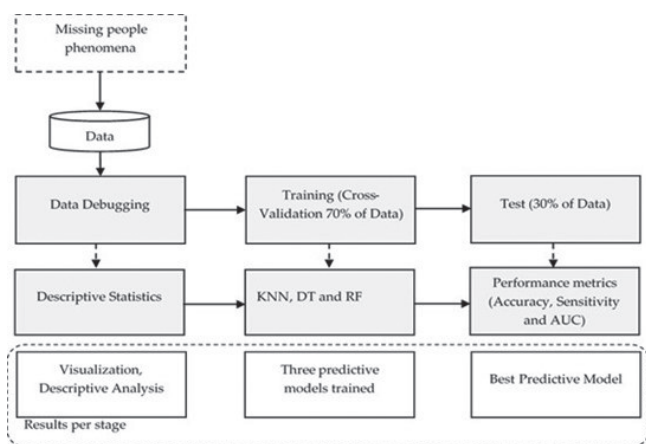 Missing people
phenomena
Data
Data Debugging
Training (Cross-
Validation 70% of Data)
Test (30% of Data)
Descriptive Statistics
KNN, DT and RF
Performance metrics
(Accuracy, Sensitivity
and AUC)
Visualization,
Descriptive Analysis
Three predictive
models trained
Best Predictive Model
Results per stage